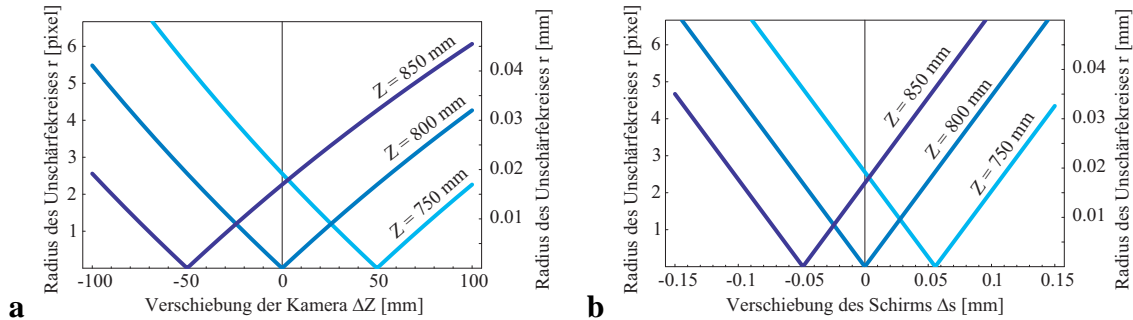 Radius des Unschärfekreises r [pixel]
6
5
4
3
2
1
-100
-50
0
50
100
Verschiebung der Kamera ΔZ [mm]
0.04
0.03
0.02
0.01
Radius des Unschärfekreises r [mm]
Z = 850 mm
Z = 800 mm
Z = 750 mm
a
Radius des Unschärfekreises r [pixel]
6
5
4
3
2
1
-0.15
-0.1
-0.05
0
0.05
0.1
0.15
Verschiebung des Schirms Δs [mm]
0.04
0.03
0.02
0.01
Radius des Unschärfekreises r [mm]
Z = 850 mm
Z = 800 mm
Z = 750 mm
b